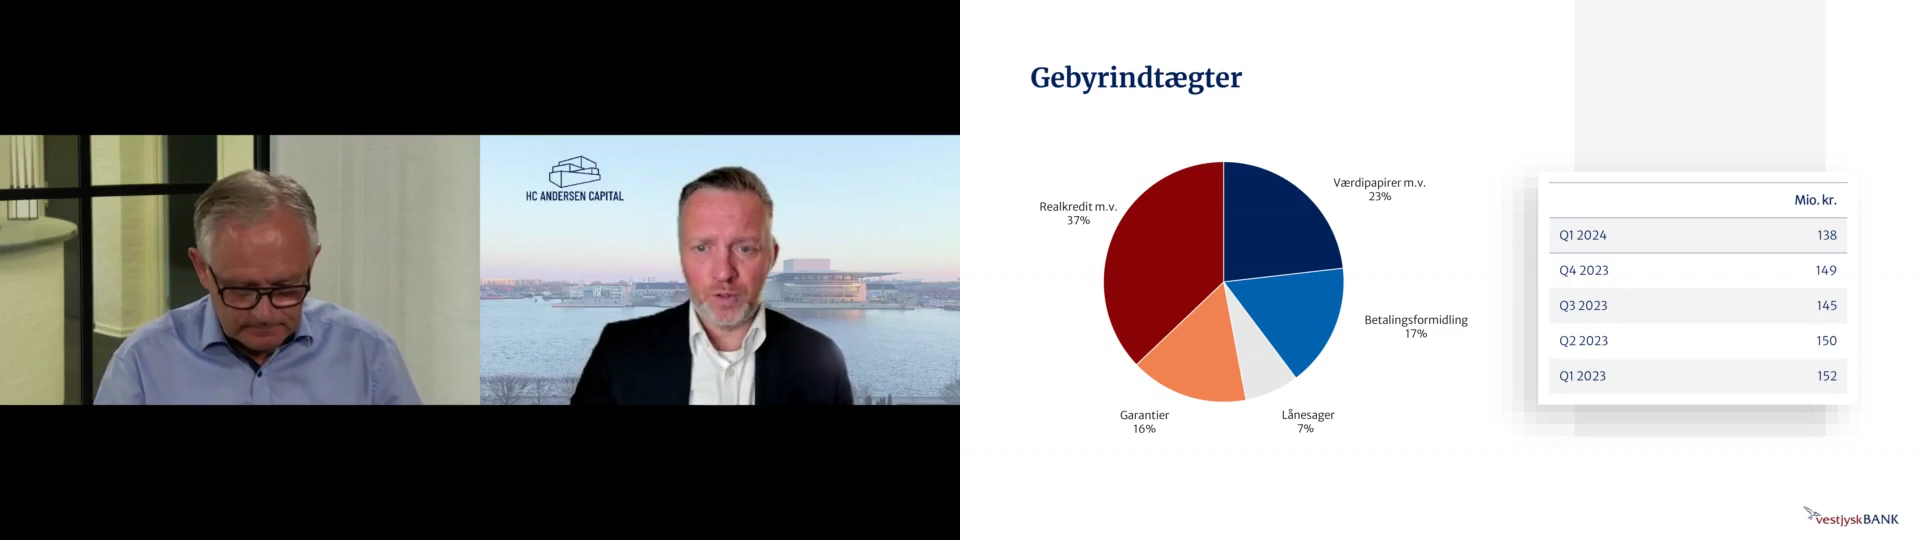 HC ANDERSEN CAPITAL
Gebyrindtægter
Værdipapirer m.v.
23%
Realkredit m.v.
37%
Betalingsformidling
17%
Garantier
16%
Lånesager
7%
Mio. kr.
Q1 2024 138
Q4 2023 149
Q3 2023 145
Q2 2023 150
Q1 2023 152
vestjyskBANK